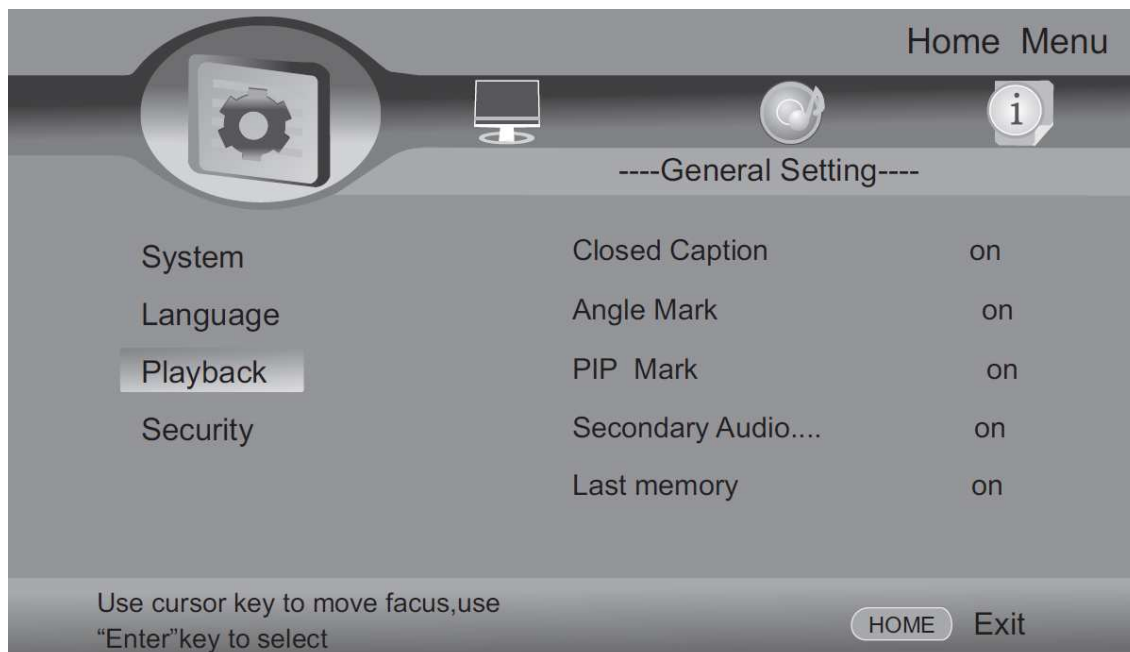 Home Menu
i
----General Setting----
System
Language
Playback
Security
Closed Caption on
Angle Mark on
PIP Mark on
Secondary Audio.... on
Last memory on
Use cursor key to move facus,use
“Enter”key to select
HOME Exit